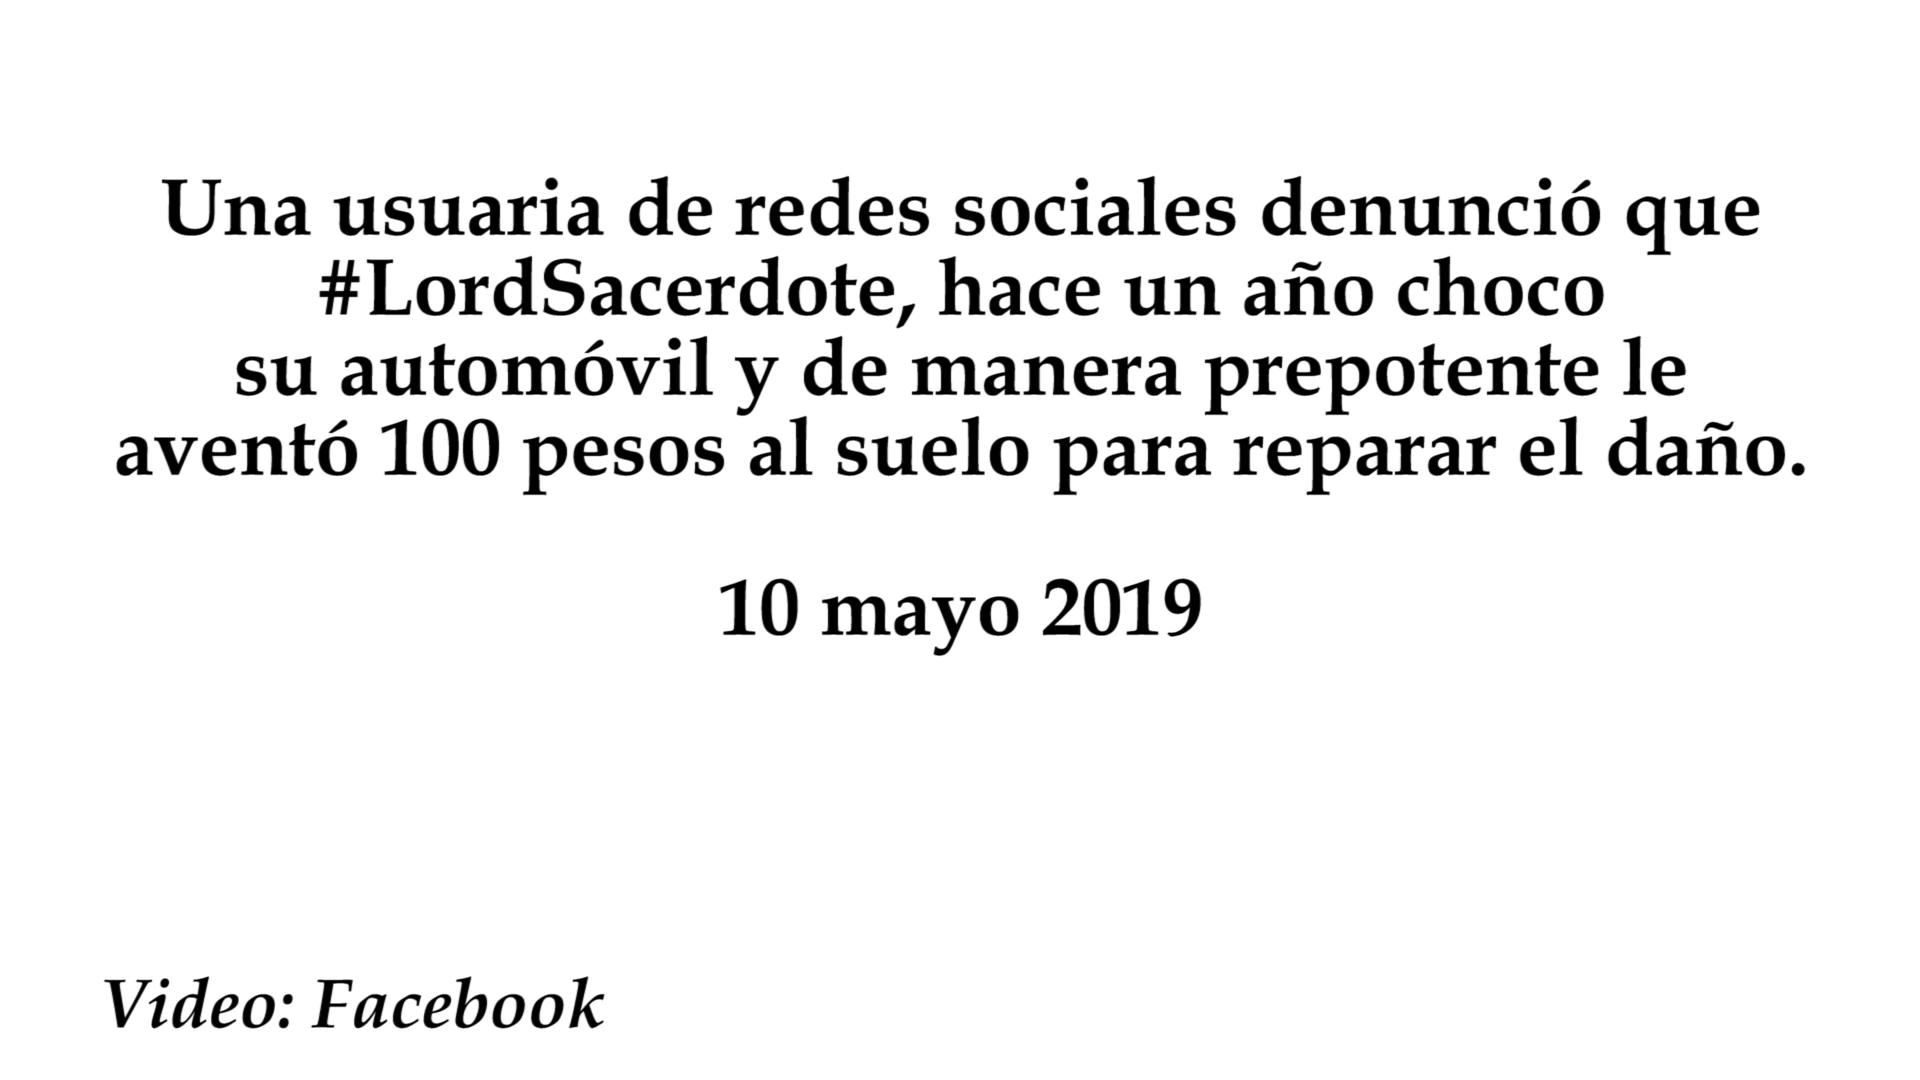 Una usuaria de redes sociales denunció que
#LordSacerdote, hace un año choco
su automóvil y de manera prepotente le
aventó 100 pesos al suelo para reparar el daño.
10 mayo 2019
Video: Facebook